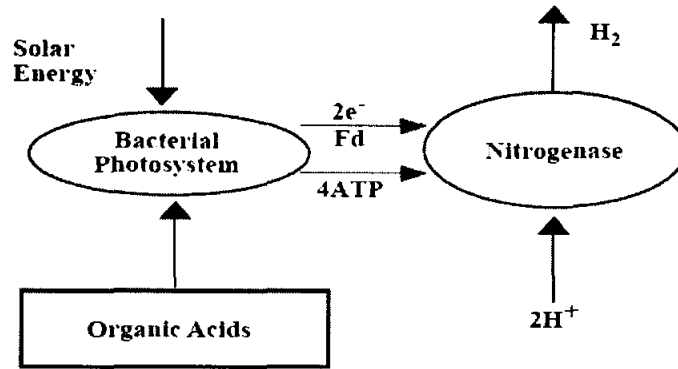 Solar
Energy
Bacterial
Photosystem
2e⁻
Fd
4ATP
Nitrogenase
H₂
2H⁺
Organic Acids